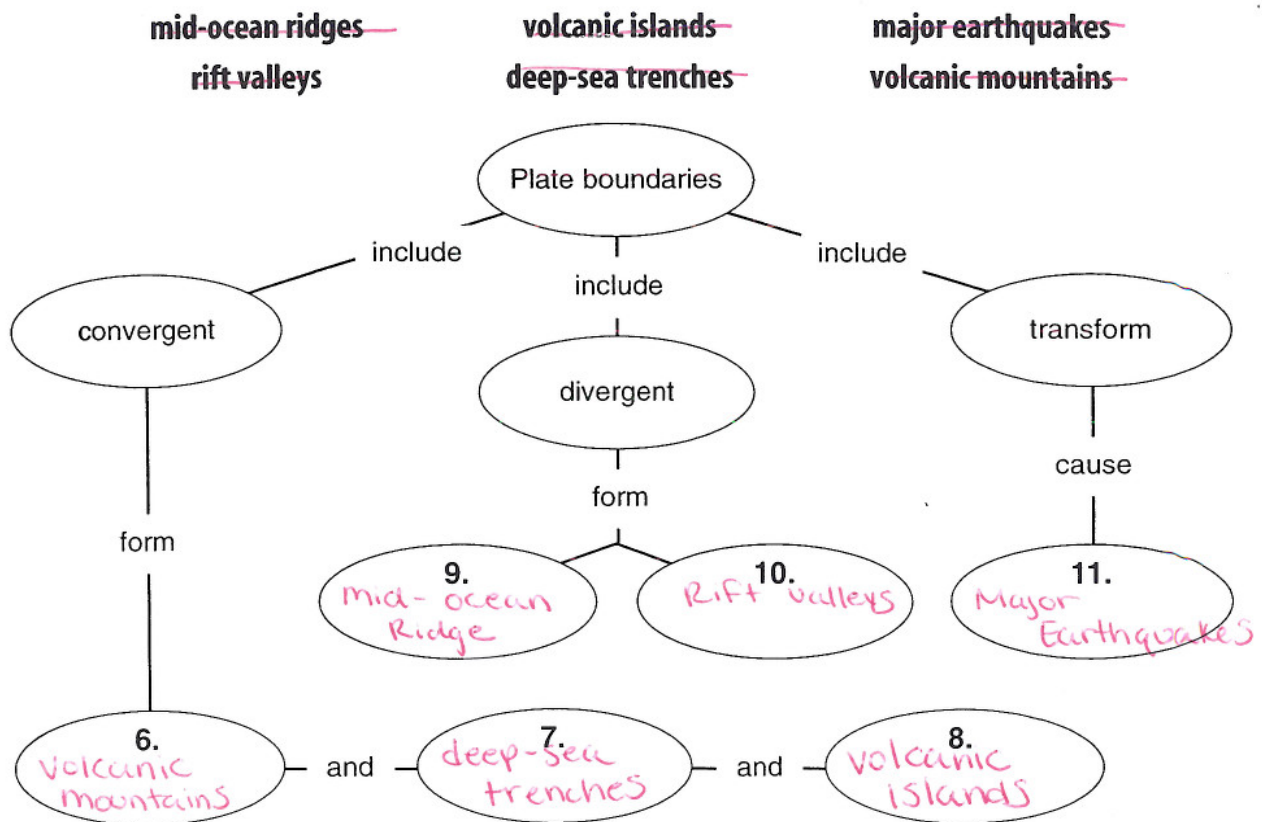 mid-ocean ridges volcanic islands major earthquakes
rift valleys deep-sea trenches volcanic mountains
Plate boundaries
include include include
convergent divergent transform
form form cause
9. mid-ocean
Ridge
10. Rift valleys
11. Major
Earthquakes
6. volcanic
mountains
and
7. deep-sea
trenches
and
8. volcanic
islands